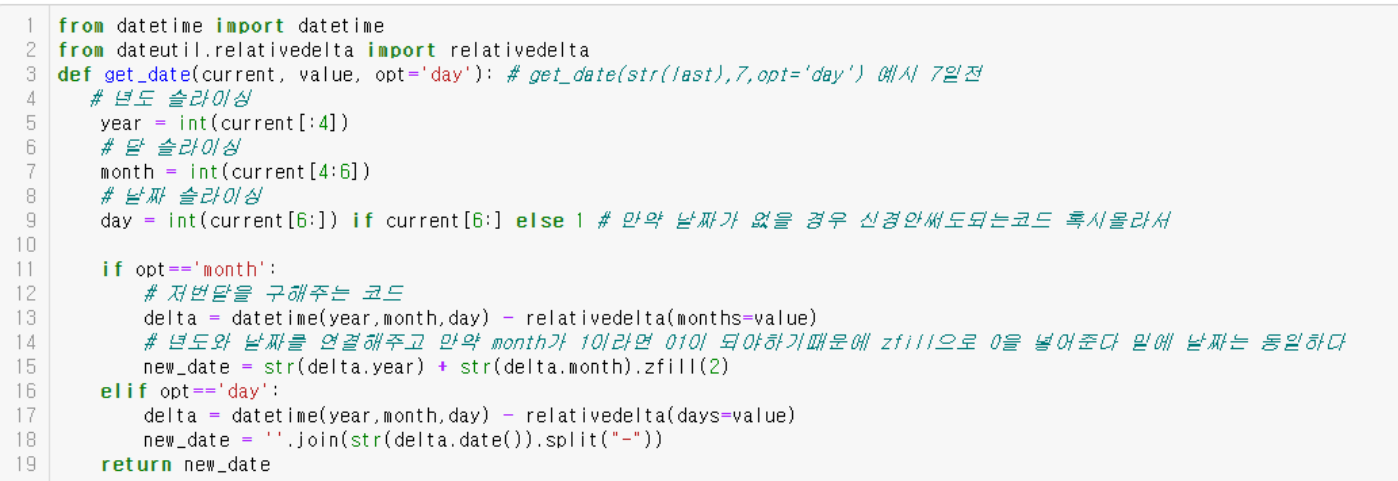 1 from datetime import datetime
2 from dateutil.relativedelta import relativedelta
3 def get_date(current, value, opt='day'): # get_date(str(last),7,opt='day') 예시 7일전
4 # 년도 슬라이싱
5 year = int(current[:4])
6 # 달 슬라이싱
7 month = int(current[4:6])
8 # 날짜 슬라이싱
9 day = int(current[6:]) if current[6:] else 1 # 만약 날짜가 없을 경우 신경안써도되는코드 혹시몰라서
10
11 if opt=='month':
12 # 저번달을 구해주는 코드
13 delta = datetime(year,month,day) - relativedelta(months=value)
14 # 년도와 날짜를 연결해주고 만약 month가 1이라면 01이 되야하기때문에 zfill으로 0을 넣어준다 밑에 날짜는 동일하다
15 new_date = str(delta.year) + str(delta.month).zfill(2)
16 elif opt=='day':
17 delta = datetime(year,month,day) - relativedelta(days=value)
18 new_date = ''.join(str(delta.date()).split("-"))
19 return new_date